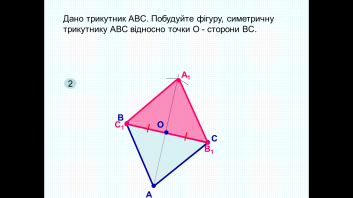 Дано трикутник АВС. Побудуйте фігуру, симетричну
трикутнику АВС відносно точки О - сторони ВС.
2
A1
B
C1
O
C
B1
A